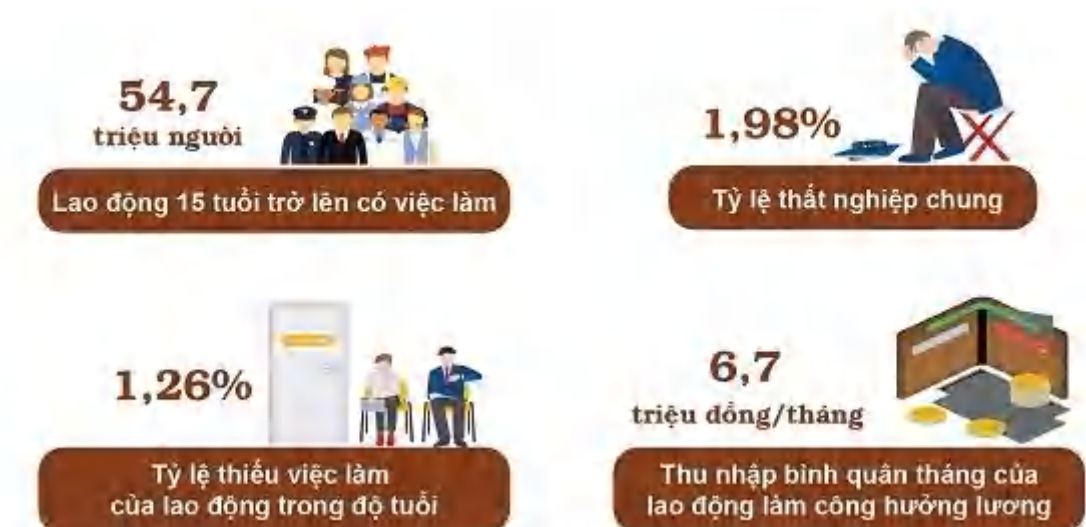 54,7
triệu người
Lao động 15 tuổi trở lên có việc làm
1,98%
Tỷ lệ thất nghiệp chung
1,26%
Tỷ lệ thiếu việc làm
của lao động trong độ tuổi
6,7
triệu đồng/tháng
Thu nhập bình quân tháng của
lao động làm công hưởng lương